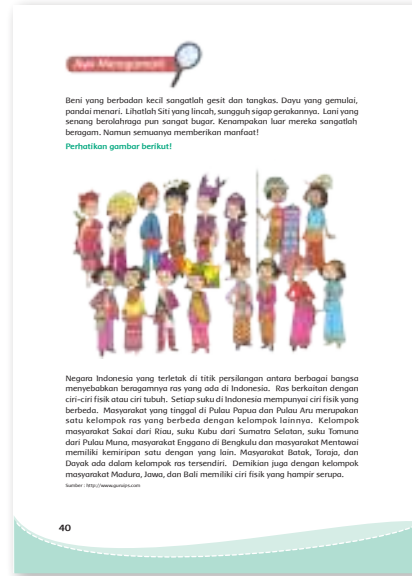 Ayo Mengamati
Beni yang berbadan kecil sangatlah gesit dan tangkas. Dayu yang gemulai,
pandai menari. Lihatlah Siti yang lincah, sungguh sigap gerakannya. Lani yang
senang berolahraga pun sangat bugar. Kenampakan luar mereka sangatlah
beragam. Namun semuanya memberikan manfaat!
Perhatikan gambar berikut!
Negara Indonesia yang terletak di titik persilangan antara berbagai bangsa
menyebabkan beragamnya ras yang ada di Indonesia. Ras berkaitan dengan
ciri-ciri fisik atau ciri tubuh. Setiap suku di Indonesia mempunyai ciri fisik yang
berbeda. Masyarakat yang tinggal di Pulau Papua dan Pulau Aru merupakan
satu kelompok ras yang berbeda dengan kelompok lainnya. Kelompok
masyarakat Sakai dari Riau, suku Kubu dari Sumatra Selatan, suku Tomuna
dari Pulau Muna, masyarakat Enggano di Bengkulu dan masyarakat Mentawai
memiliki kemiripan satu dengan yang lain. Masyarakat Batak, Toraja, dan
Dayak ada dalam kelompok ras tersendiri. Demikian juga dengan kelompok
masyarakat Madura, Jawa, dan Bali memiliki ciri fisik yang hampir serupa.
Sumber : http://www.gurusips.com
40